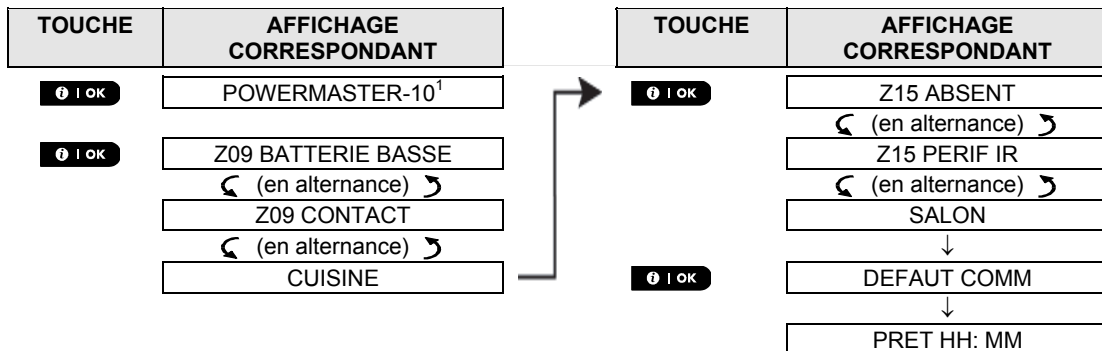 TOUCHE
AFFICHAGE
CORRESPONDANT
i | OK
POWERMASTER-10¹
i | OK
Z09 BATTERIE BASSE
(en alternance)
Z09 CONTACT
(en alternance)
CUISINE
TOUCHE
AFFICHAGE
CORRESPONDANT
i | OK
Z15 ABSENT
(en alternance)
Z15 PERIF IR
(en alternance)
SALON
↓
i | OK
DEFAUT COMM
↓
PRET HH: MM